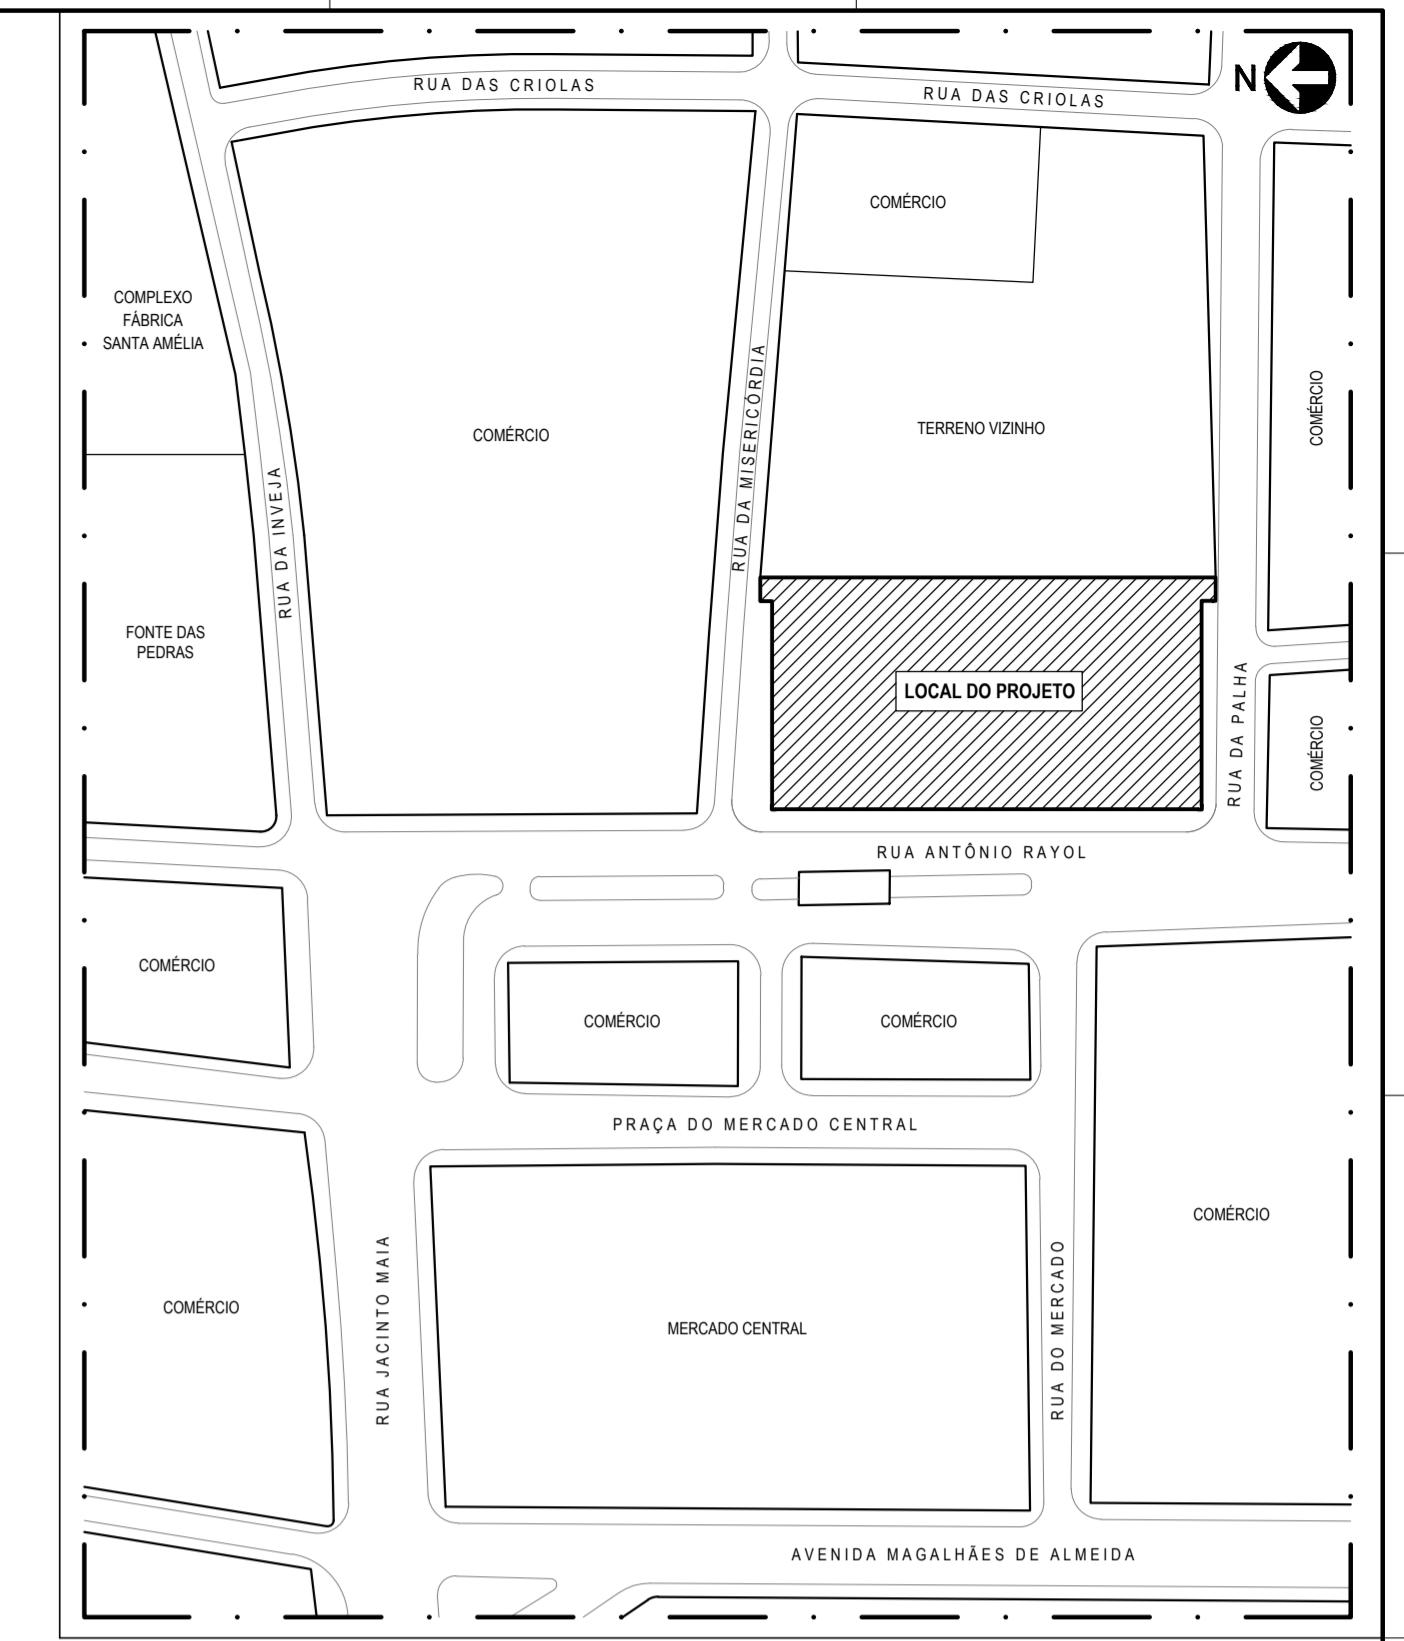 RUA DAS CRIOLAS
RUA DAS CRIOLAS
N
COMÉRCIO
COMPLEXO
FÁBRICA
SANTA AMÉLIA
COMÉRCIO
RUA DA MISERICÓRDIA
TERRENO VIZINHO
COMÉRCIO
RUA DA INVEJA
FONTE DAS
PEDRAS
LOCAL DO PROJETO
RUA DA PALHA
COMÉRCIO
RUA ANTÔNIO RAYOL
COMÉRCIO
COMÉRCIO
COMÉRCIO
PRAÇA DO MERCADO CENTRAL
COMÉRCIO
COMÉRCIO
RUA JACINTO MAIA
MERCADO CENTRAL
RUA DO MERCADO
AVENIDA MAGALHÃES DE ALMEIDA